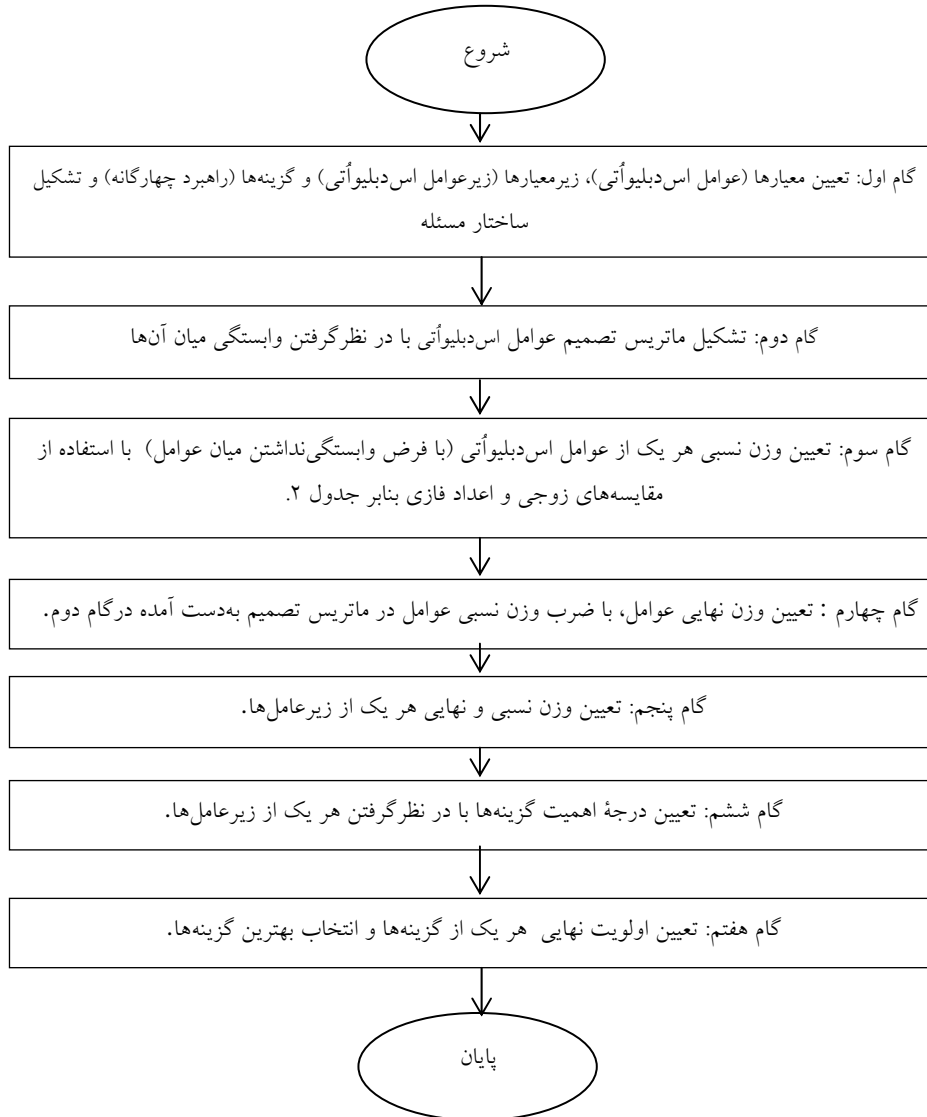 شروع
گام اول: تعیین معیارها (عوامل اس‌دبلیواُتی)، زیرمعیارها (زیرعوامل اس‌دبلیواُتی) و گزینه‌ها (راهبرد چهارگانه) و تشکیل
ساختار مسئله
گام دوم: تشکیل ماتریس تصمیم عوامل اس‌دبلیواُتی با در نظرگرفتن وابستگی میان آن‌ها
گام سوم: تعیین وزن نسبی هر یک از عوامل اس‌دبلیواُتی (با فرض وابستگی‌نداشتن میان عوامل) با استفاده از
مقایسه‌های زوجی و اعداد فازی بنابر جدول ۲.
گام چهارم : تعیین وزن نهایی عوامل، با ضرب وزن نسبی عوامل در ماتریس تصمیم به‌دست آمده درگام دوم.
گام پنجم: تعیین وزن نسبی و نهایی هر یک از زیرعامل‌ها.
گام ششم: تعیین درجهٔ اهمیت گزینه‌ها با در نظرگرفتن هر یک از زیرعامل‌ها.
گام هفتم: تعیین اولویت نهایی هر یک از گزینه‌ها و انتخاب بهترین گزینه‌ها.
پایان